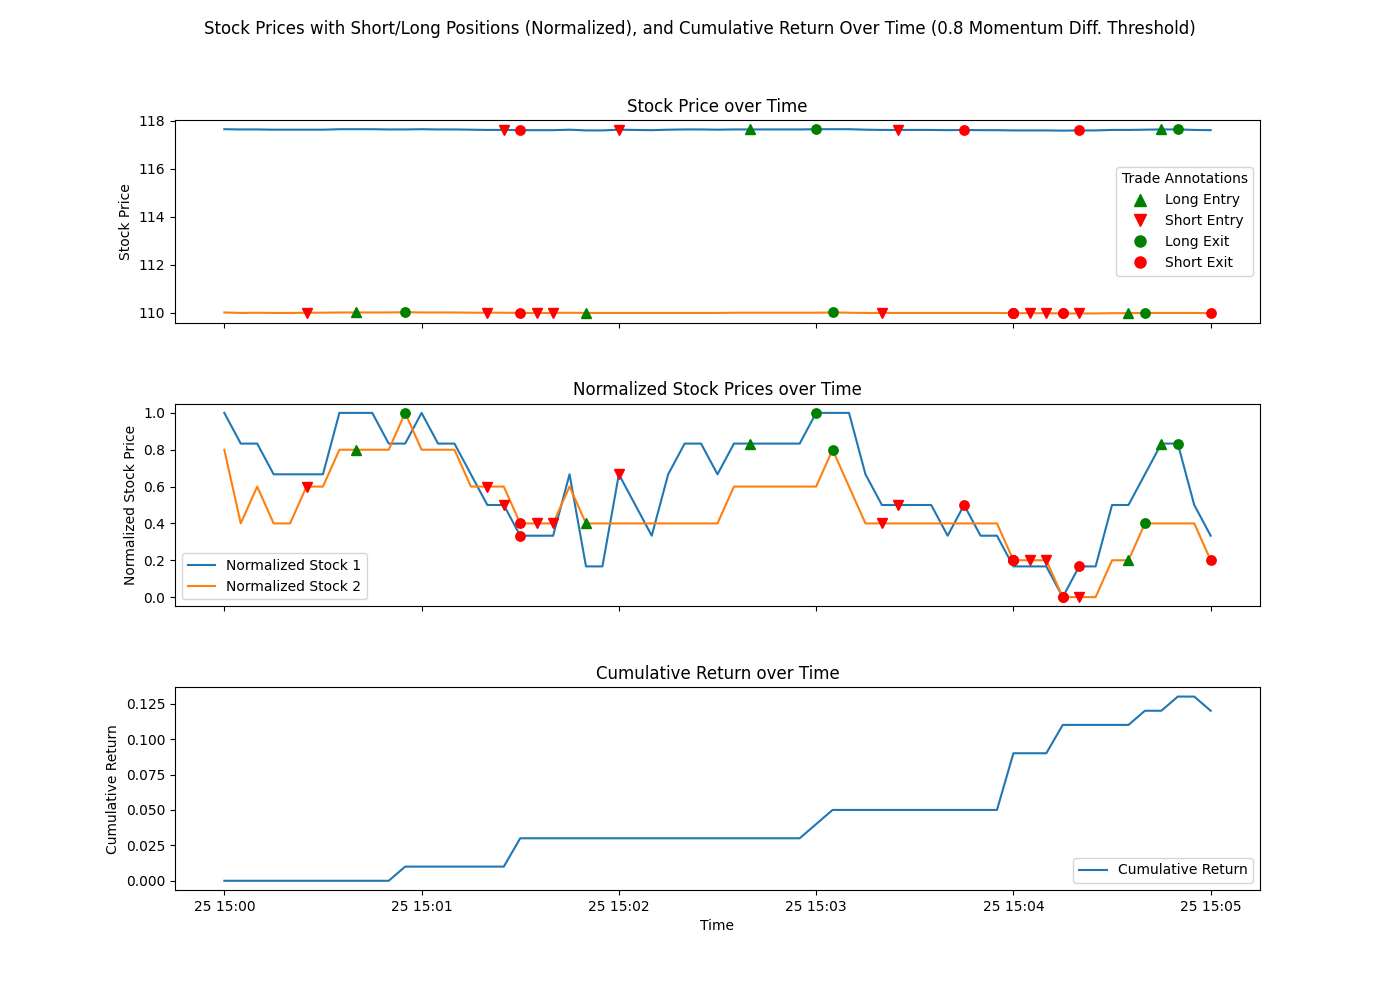 Stock Prices with Short/Long Positions (Normalized), and Cumulative Return Over Time (0.8 Momentum Diff. Threshold)
Stock Price over Time
Stock Price
118
116
114
112
110
Trade Annotations
Long Entry
Short Entry
Long Exit
Short Exit
Normalized Stock Prices over Time
Normalized Stock Price
1.0
0.8
0.6
0.4
0.2
0.0
Normalized Stock 1
Normalized Stock 2
Cumulative Return over Time
Cumulative Return
0.125
0.100
0.075
0.050
0.025
0.000
Cumulative Return
25 15:00 25 15:01 25 15:02 25 15:03 25 15:04 25 15:05
Time